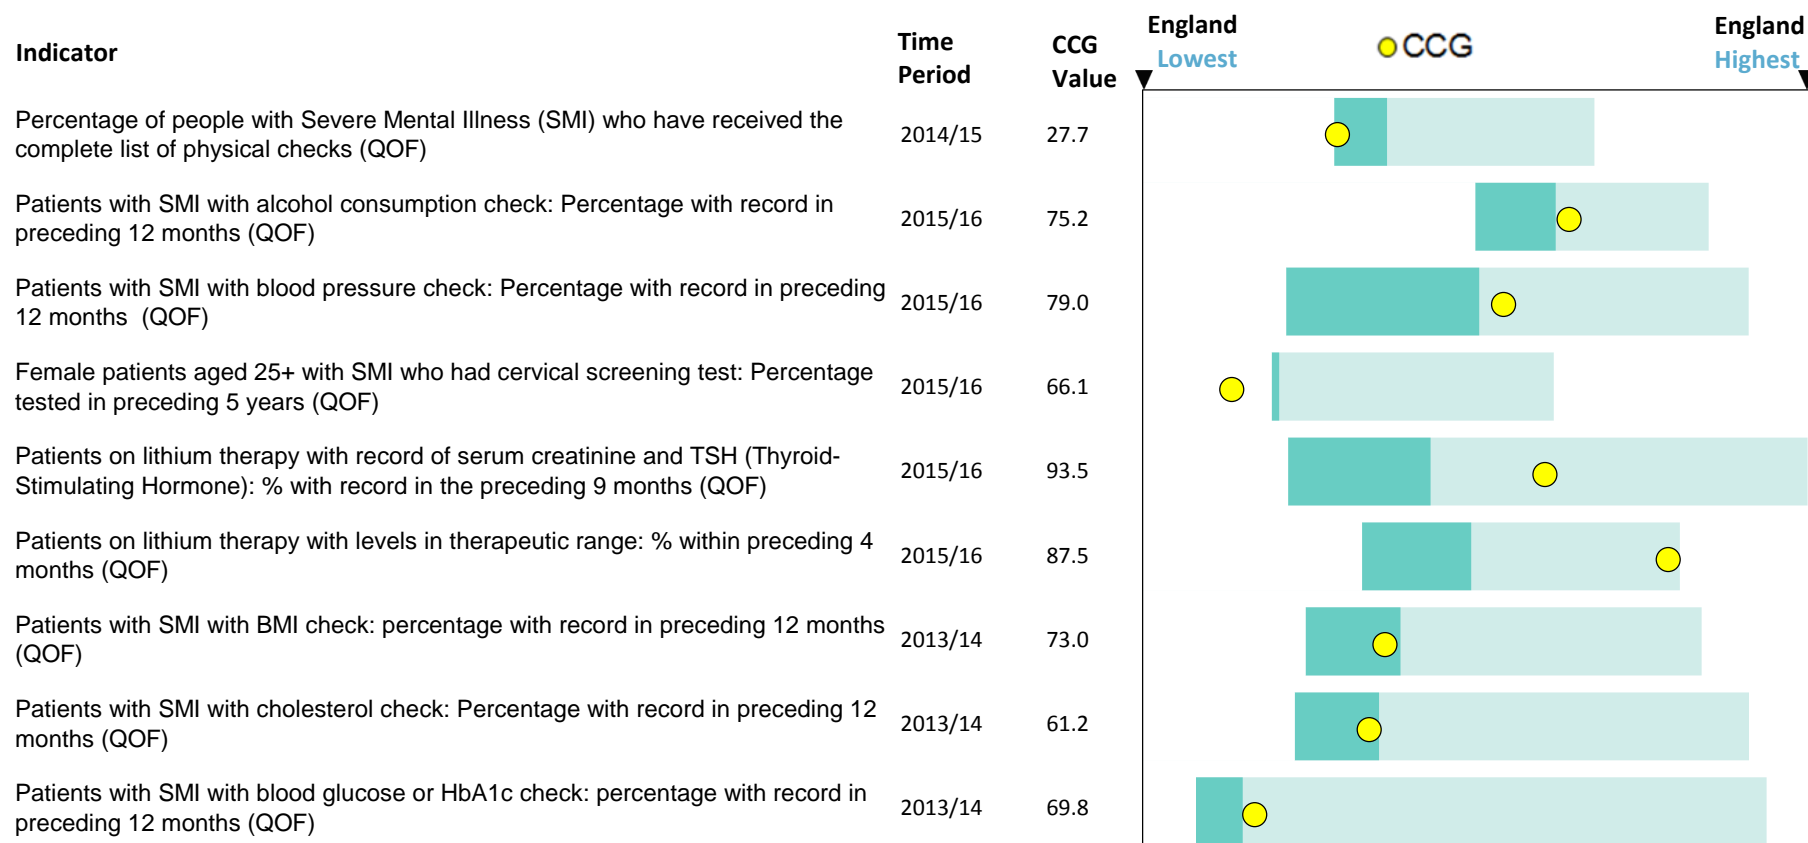 Indicator
Time Period
CCG Value
England Lowest
CCG
England Highest
Percentage of people with Severe Mental Illness (SMI) who have received the
complete list of physical checks (QOF)
2014/15
27.7
Patients with SMI with alcohol consumption check: Percentage with record in
preceding 12 months (QOF)
2015/16
75.2
Patients with SMI with blood pressure check: Percentage with record in preceding
12 months  (QOF)
2015/16
79.0
Female patients aged 25+ with SMI who had cervical screening test: Percentage
tested in preceding 5 years (QOF)
2015/16
66.1
Patients on lithium therapy with record of serum creatinine and TSH (Thyroid-
Stimulating Hormone): % with record in the preceding 9 months (QOF)
2015/16
93.5
Patients on lithium therapy with levels in therapeutic range: % within preceding 4
months (QOF)
2015/16
87.5
Patients with SMI with BMI check: percentage with record in preceding 12 months
(QOF)
2013/14
73.0
Patients with SMI with cholesterol check: Percentage with record in preceding 12
months (QOF)
2013/14
61.2
Patients with SMI with blood glucose or HbA1c check: percentage with record in
preceding 12 months (QOF)
2013/14
69.8